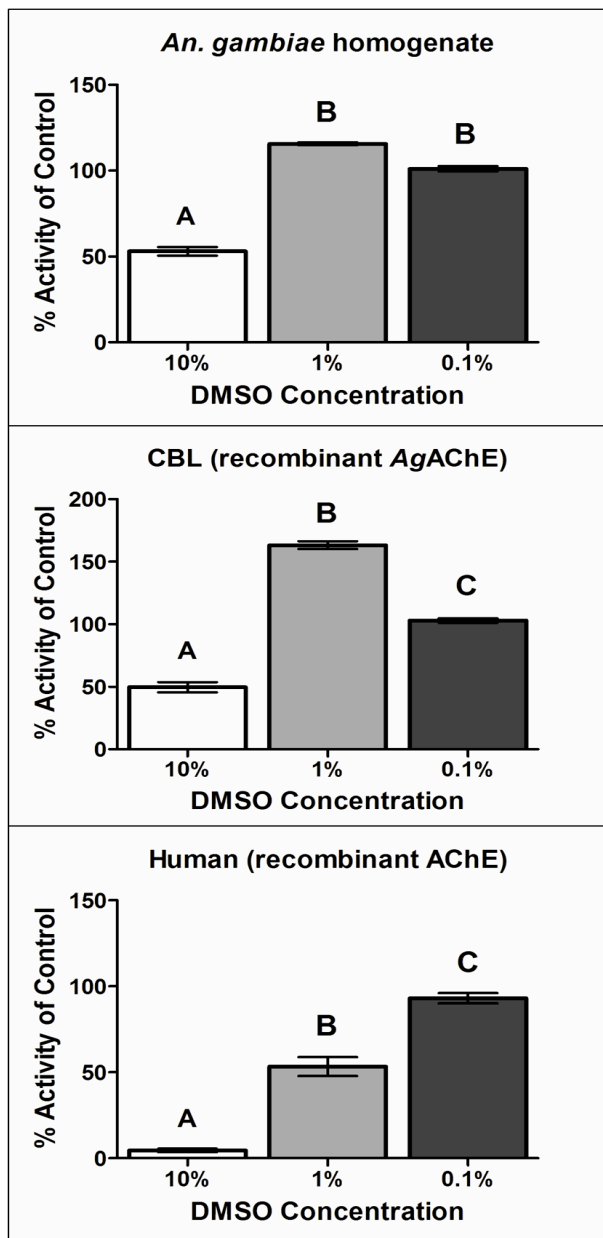 An. gambiae homogenate
% Activity of Control
150
100
50
0
A
B
B
10%
1%
0.1%
DMSO Concentration
CBL (recombinant AgAChE)
% Activity of Control
200
150
100
50
0
A
B
C
10%
1%
0.1%
DMSO Concentration
Human (recombinant AChE)
% Activity of Control
150
100
50
0
A
B
C
10%
1%
0.1%
DMSO Concentration